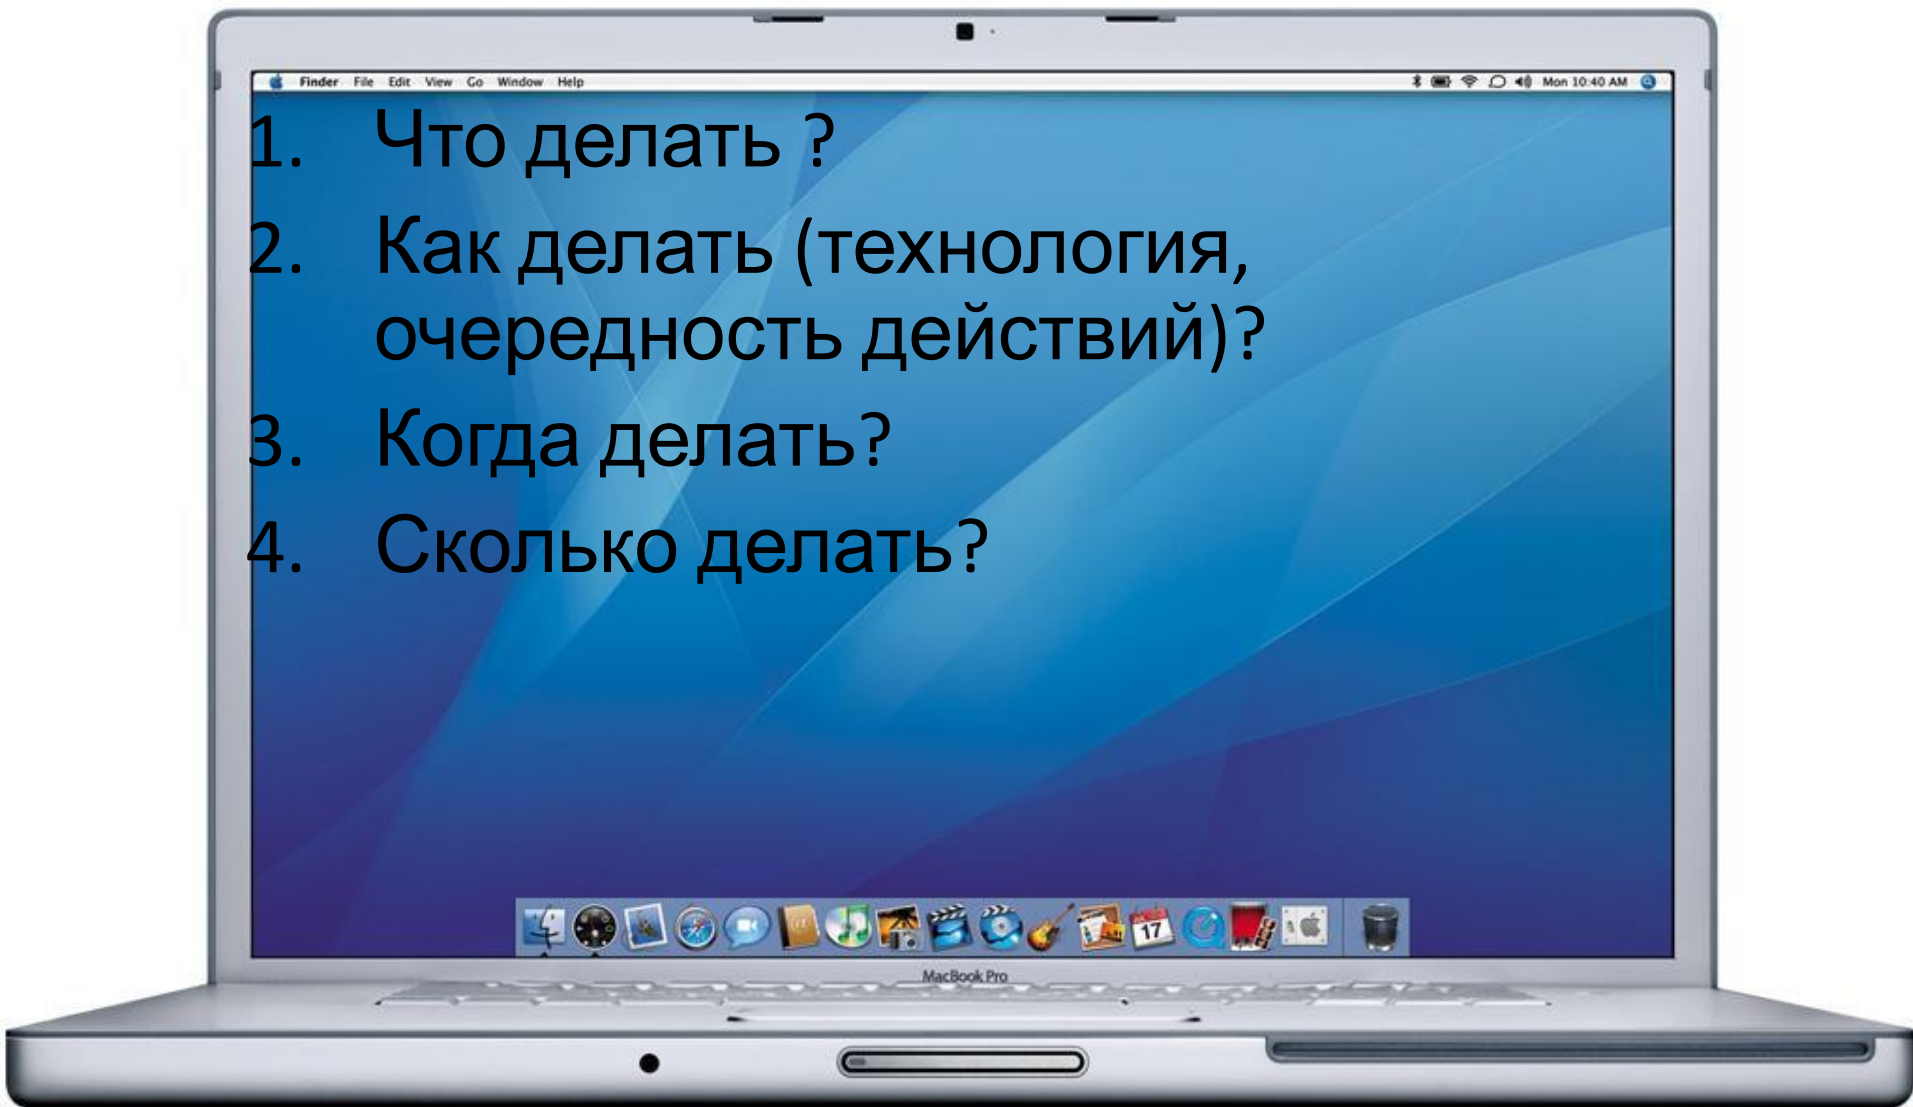 Finder File Edit View Go Window Help Mon 10:40 AM
1. Что делать ?
2. Как делать (технология,
очередность действий)?
3. Когда делать?
4. Сколько делать?
17
MacBook Pro